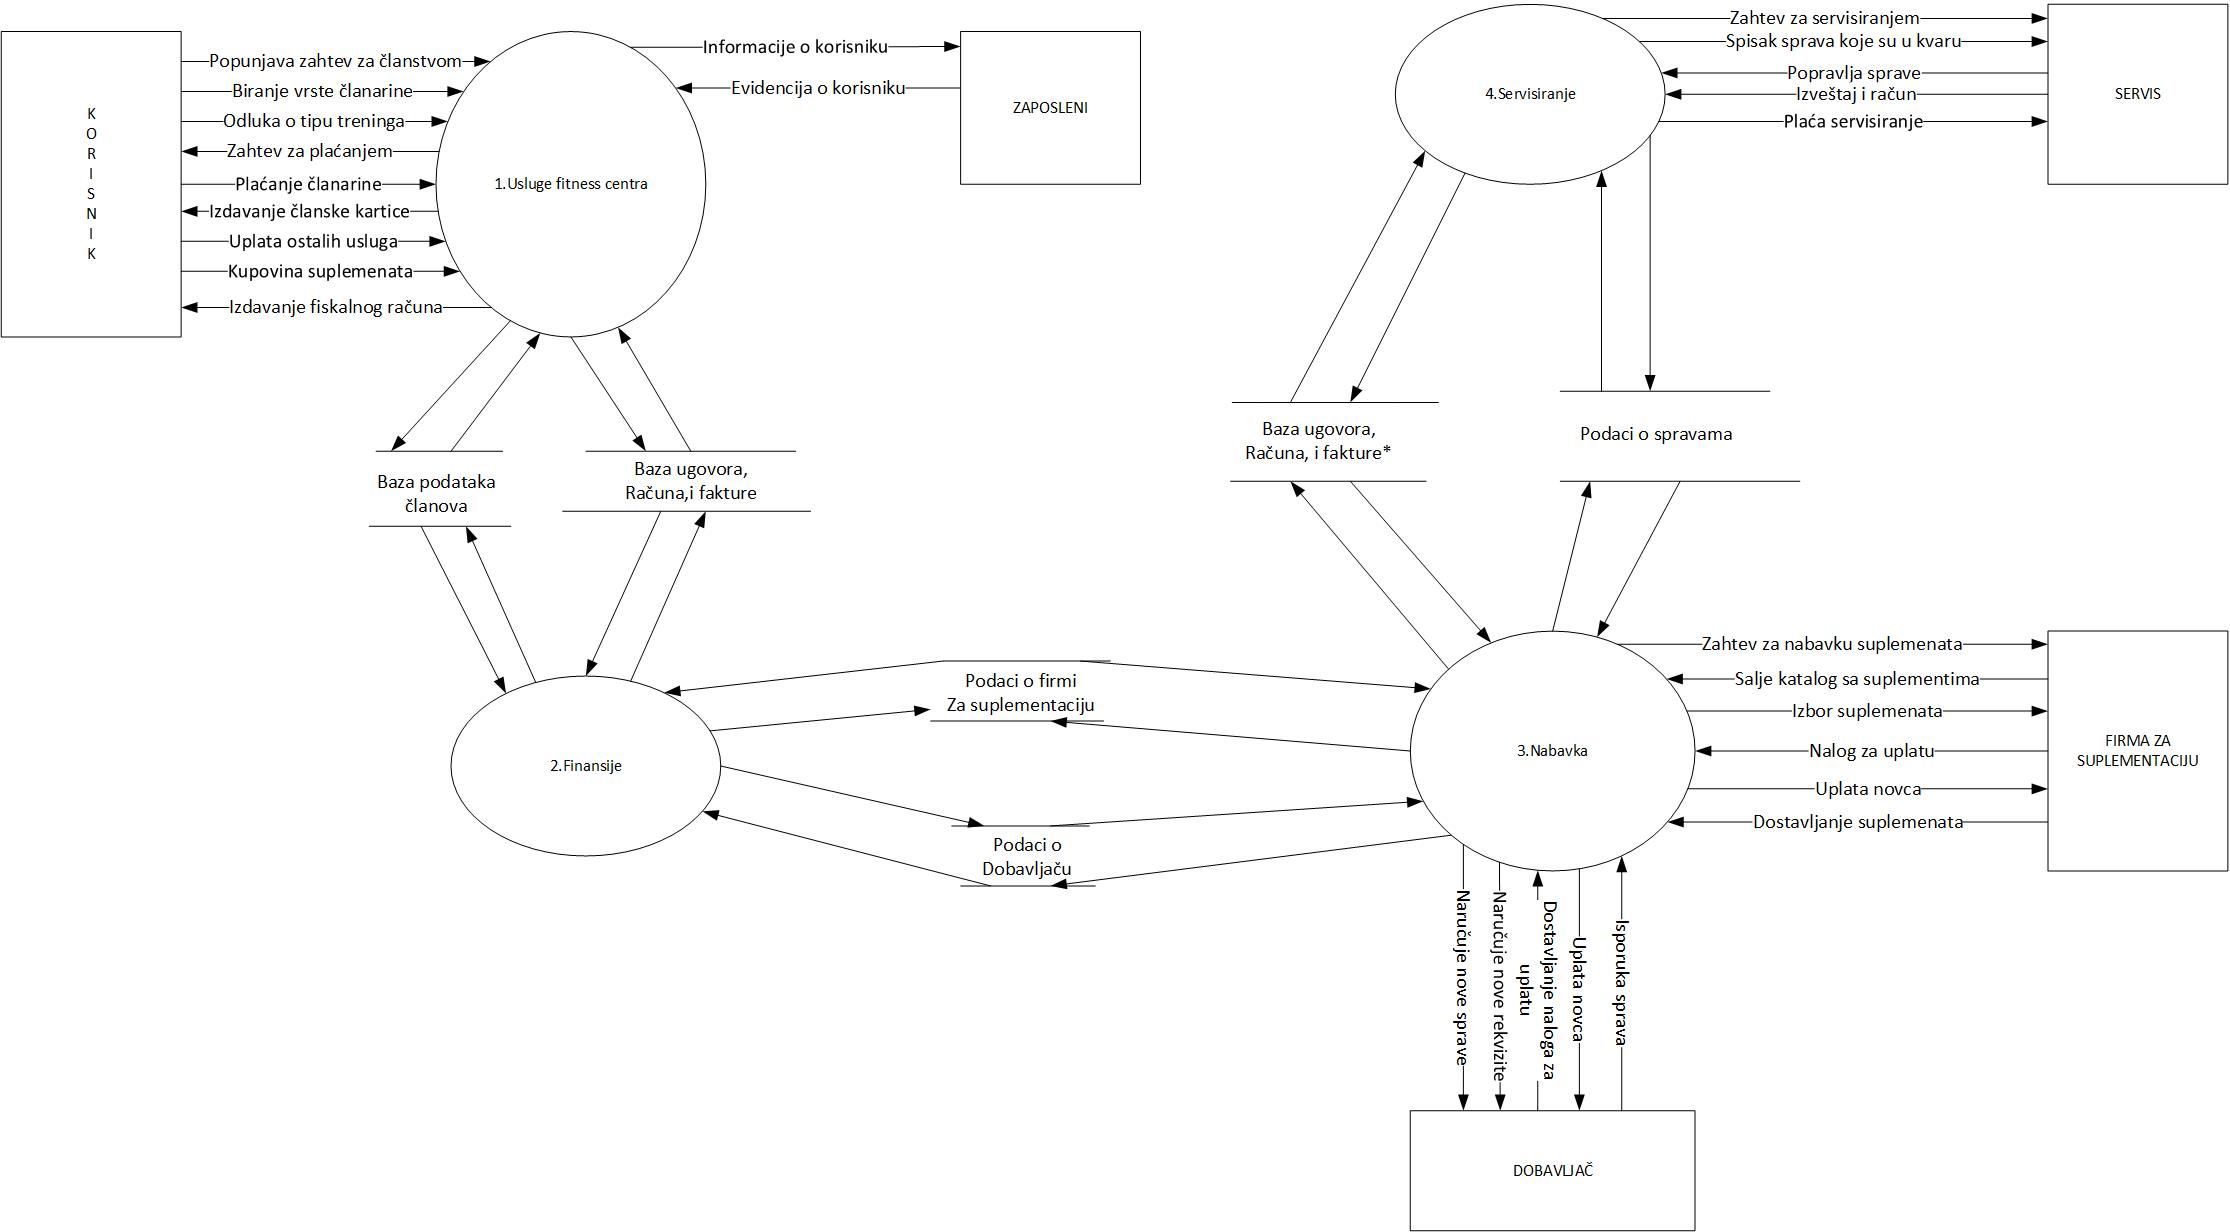 K
O
R
I
S
N
I
K
Popunjava zahtev za članstvom
Biranje vrste članarine
Odluka o tipu treninga
Zahtev za plaćanjem
Plaćanje članarine
Izdavanje članske kartice
Uplata ostalih usluga
Kupovina suplemenata
Izdavanje fiskalnog računa
1.Usluge fitness centra
Informacije o korisniku
Evidencija o korisniku
ZAPOSLENI
4.Servisiranje
Zahtev za servisiranjem
Spisak sprava koje su u kvaru
Popravlja sprave
Izveštaj i račun
Plaća servisiranje
SERVIS
Baza podataka
članova
Baza ugovora,
Računa,i fakture
Baza ugovora,
Računa, i fakture*
Podaci o spravama
2.Finansije
Podaci o firmi
Za suplementaciju
Podaci o
Dobavljaču
3.Nabavka
Zahtev za nabavku suplemenata
Salje katalog sa suplementima
Izbor suplemenata
Nalog za uplatu
Uplata novca
Dostavljanje suplemenata
FIRMA ZA
SUPLEMENTACIJU
Naručuje nove sprave
Naručuje nove rekvizite
Dostavljanje naloga za
uplatu
Uplata novca
Isporuka sprava
DOBAVLJAČ